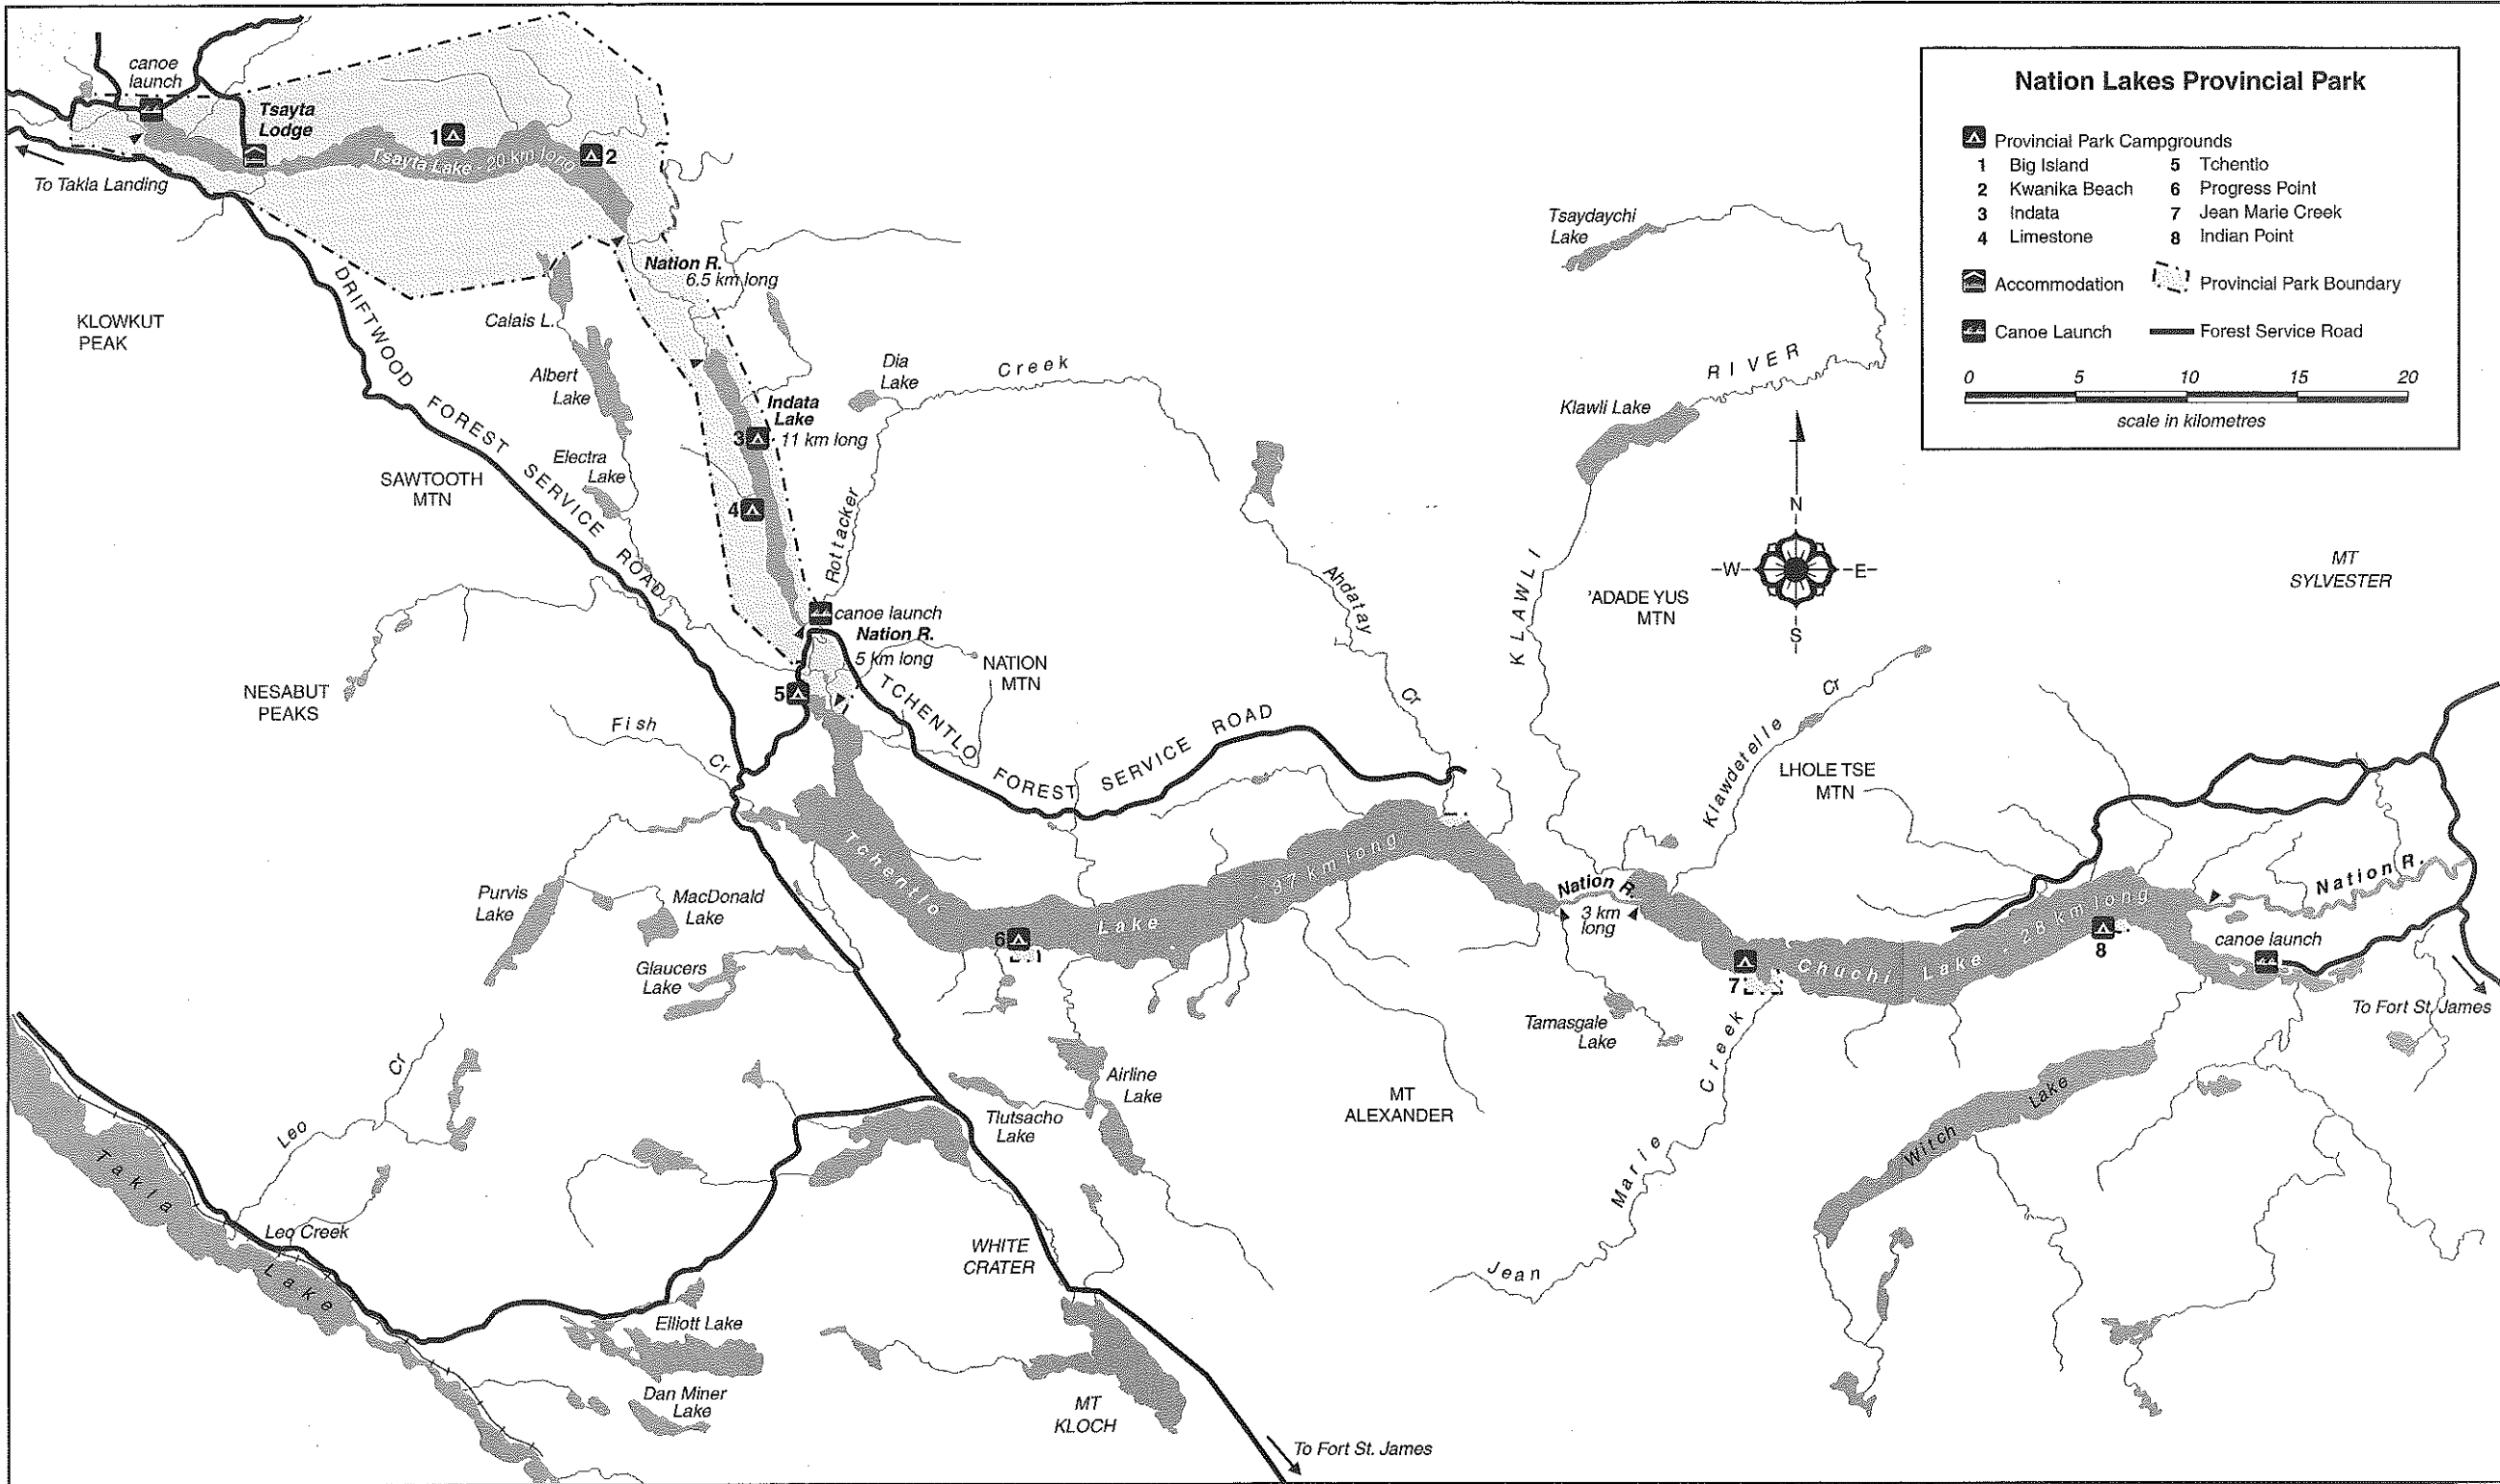 Nation Lakes Provincial Park
Provincial Park Campgrounds
1 Big Island
2 Kwanika Beach
3 Indata
4 Limestone
5 Tchentlo
6 Progress Point
7 Jean Marie Creek
8 Indian Point
Accommodation
Provincial Park Boundary
Canoe Launch
Forest Service Road
0 5 10 15 20
scale in kilometres
canoe
launch
Tsayta
Lodge
1
2
Tsayta Lake - 20 km long
To Takla Landing
Nation R.
6.5 km long
Calais L.
KLOWKUT
PEAK
DRIFTWOOD FOREST SERVICE ROAD
Albert
Lake
Dia
Lake
Rottacker Creek
Indata
Lake
11 km long
3
4
Electra
Lake
SAWTOOTH
MTN
Tsaydaychi
Lake
KLAWLI RIVER
Klawli Lake
N
W
E
S
'ADADE YUS
MTN
MT
SYLVESTER
Ahdatay Cr
canoe launch
Nation R.
5 km long
NATION
MTN
5
NESABUT
PEAKS
Fish Cr
TCHENTLO FOREST SERVICE ROAD
Klawdetelle Cr
LHOLE TSE
MTN
Tchentlo Lake 37 km long
Purvis
Lake
MacDonald
Lake
Glaucers
Lake
6
Nation R.
3 km
long
7
Chuchi Lake - 28 km long
8
Nation R.
canoe launch
To Fort St. James
Tamasgale
Lake
Jean Marie Creek
Witch Lake
Airline
Lake
Tlutsacho
Lake
MT
ALEXANDER
Leo Cr
Takla Lake
Leo Creek
WHITE
CRATER
Elliott Lake
Dan Miner
Lake
MT
KLOCH
To Fort St. James